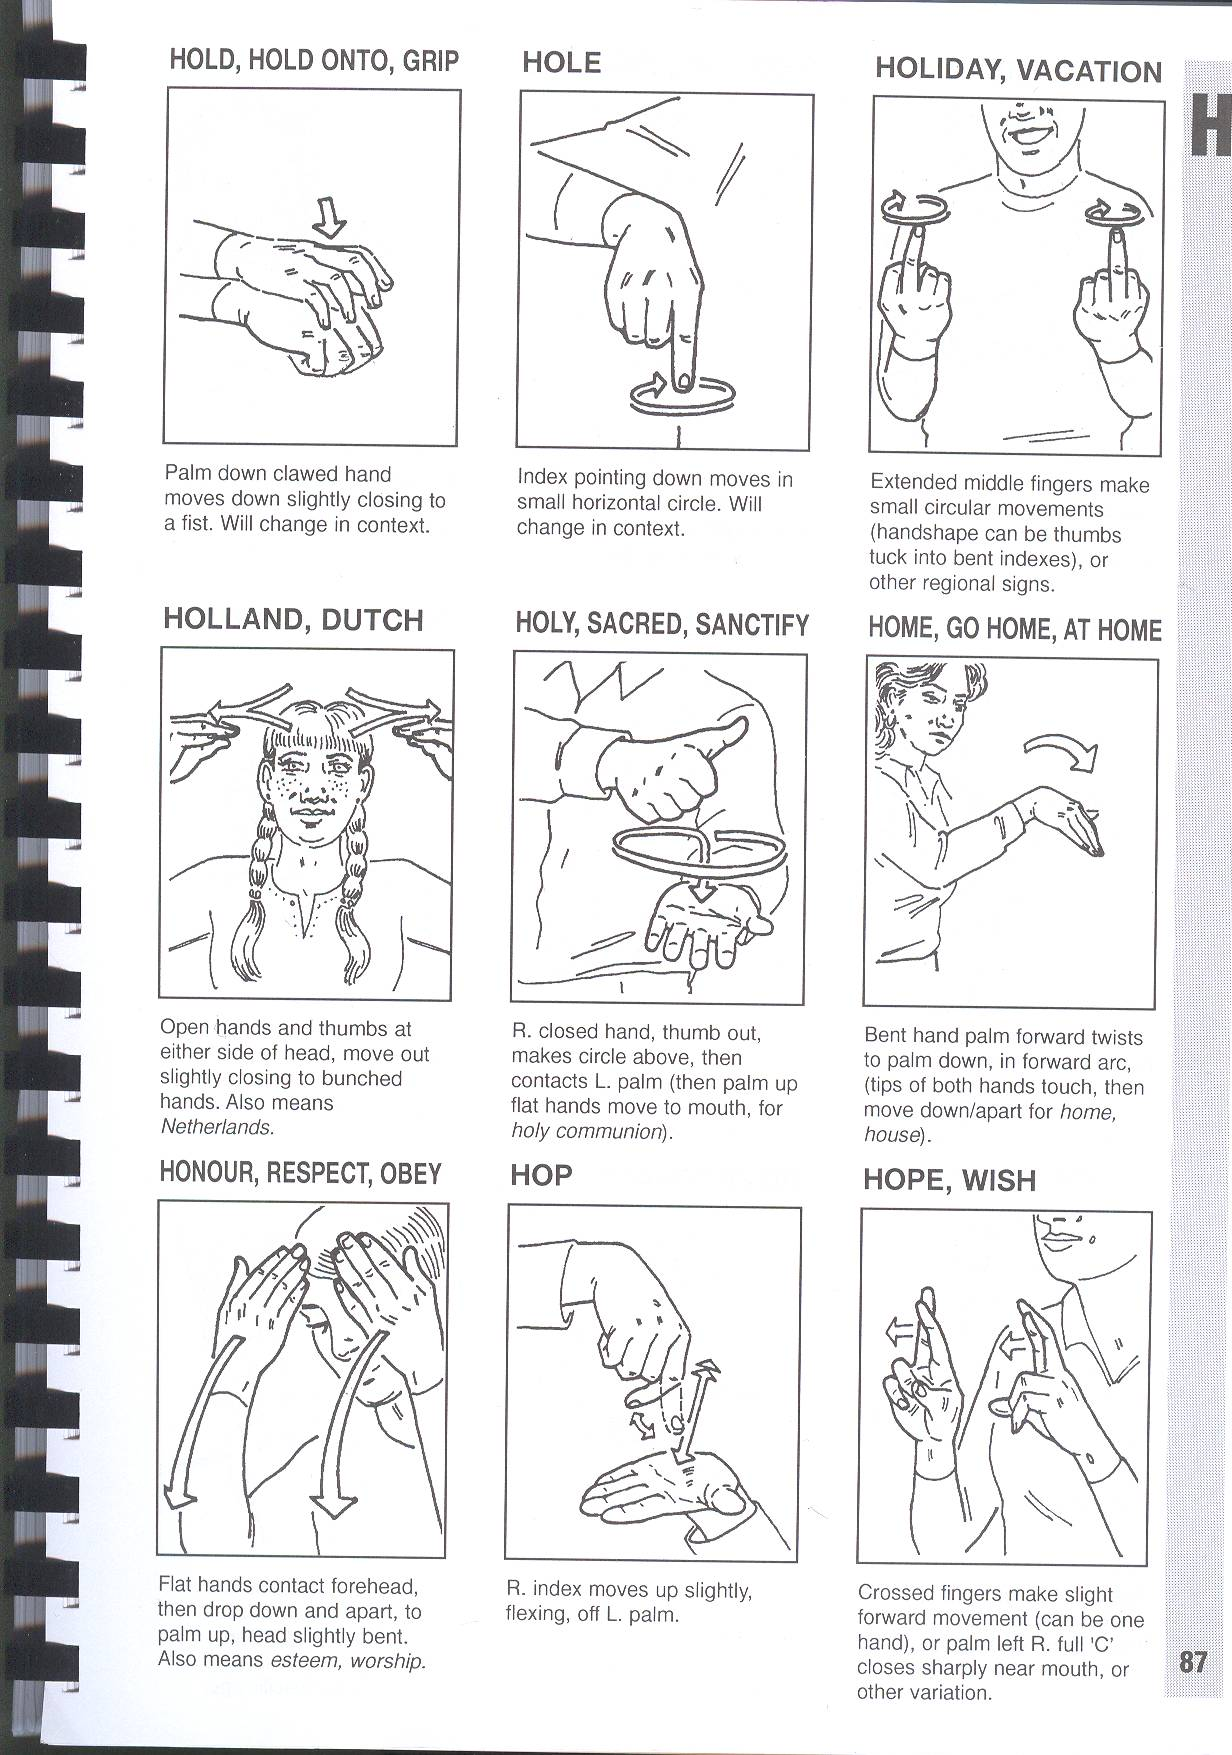 HOLD, HOLD ONTO, GRIP
Palm down clawed hand
moves down slightly closing to
a fist. Will change in context.
HOLE
Index pointing down moves in
small horizontal circle. Will
change in context.
HOLIDAY, VACATION
Extended middle fingers make
small circular movements
(handshape can be thumbs
tuck into bent indexes), or
other regional signs.
H
HOLLAND, DUTCH
Open hands and thumbs at
either side of head, move out
slightly closing to bunched
hands. Also means
Netherlands.
HOLY, SACRED, SANCTIFY
R. closed hand, thumb out,
makes circle above, then
contacts L. palm (then palm up
flat hands move to mouth, for
holy communion).
HOME, GO HOME, AT HOME
Bent hand palm forward twists
to palm down, in forward arc,
(tips of both hands touch, then
move down/apart for home,
house).
HONOUR, RESPECT, OBEY
Flat hands contact forehead,
then drop down and apart, to
palm up, head slightly bent.
Also means esteem, worship.
HOP
R. index moves up slightly,
flexing, off L. palm.
HOPE, WISH
Crossed fingers make slight
forward movement (can be one
hand), or palm left R. full 'C'
closes sharply near mouth, or
other variation.
87